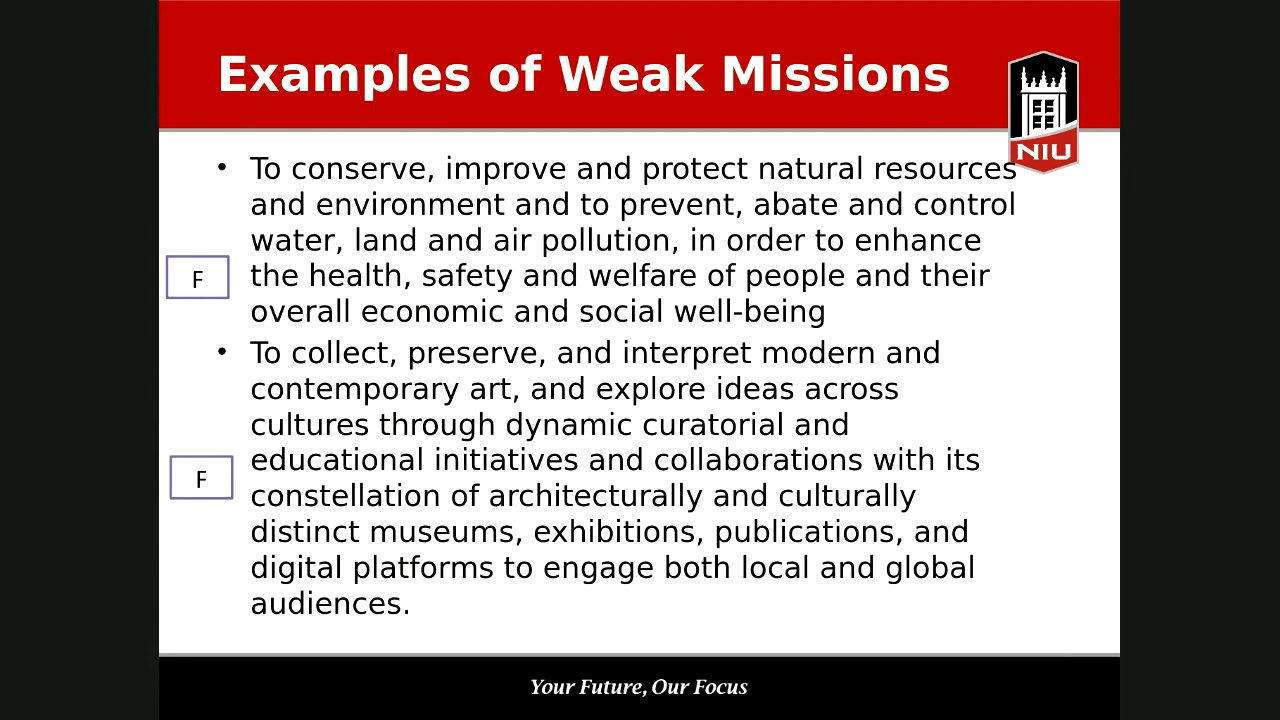 Examples of Weak Missions
NIU
• To conserve, improve and protect natural resources
and environment and to prevent, abate and control
water, land and air pollution, in order to enhance
F
the health, safety and welfare of people and their
overall economic and social well-being
• To collect, preserve, and interpret modern and
contemporary art, and explore ideas across
cultures through dynamic curatorial and
F
educational initiatives and collaborations with its
constellation of architecturally and culturally
distinct museums, exhibitions, publications, and
digital platforms to engage both local and global
audiences.
Your Future, Our Focus